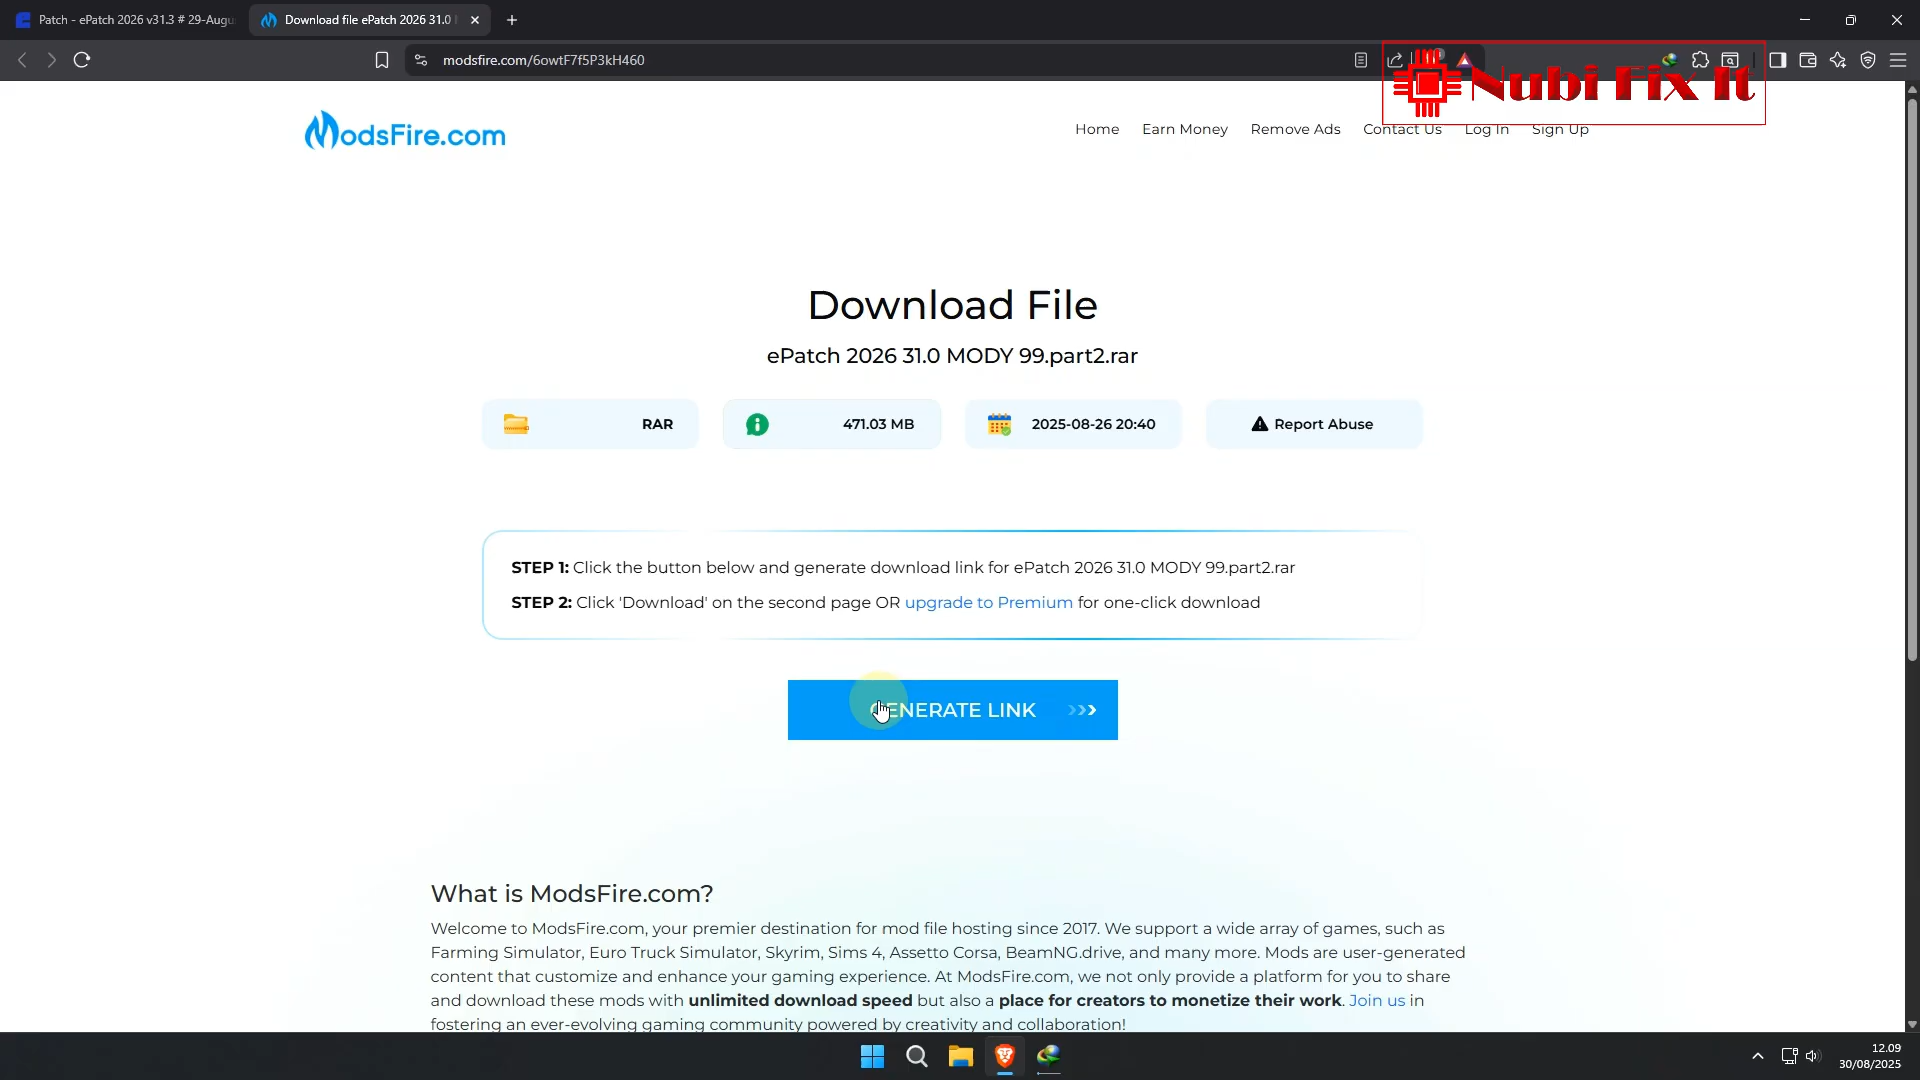 Patch - ePatch 2026 v31.3 # 29-Augu
Download file ePatch 2026 31.0
modsfire.com/6owtF7f5P3kH460
Nubi Fix It
ModsFire.com
Home
Earn Money
Remove Ads
Contact Us
Log In
Sign Up
Download File
ePatch 2026 31.0 MODY 99.part2.rar
RAR
471.03 MB
2025-08-26 20:40
Report Abuse
STEP 1: Click the button below and generate download link for ePatch 2026 31.0 MODY 99.part2.rar
STEP 2: Click 'Download' on the second page OR upgrade to Premium for one-click download
GENERATE LINK
What is ModsFire.com?
Welcome to ModsFire.com, your premier destination for mod file hosting since 2017. We support a wide array of games, such as
Farming Simulator, Euro Truck Simulator, Skyrim, Sims 4, Assetto Corsa, BeamNG.drive, and many more. Mods are user-generated
content that customize and enhance your gaming experience. At ModsFire.com, we not only provide a platform for you to share
and download these mods with unlimited download speed but also a place for creators to monetize their work. Join us in
fostering an ever-evolving gaming community powered by creativity and collaboration!
12.09
30/08/2025